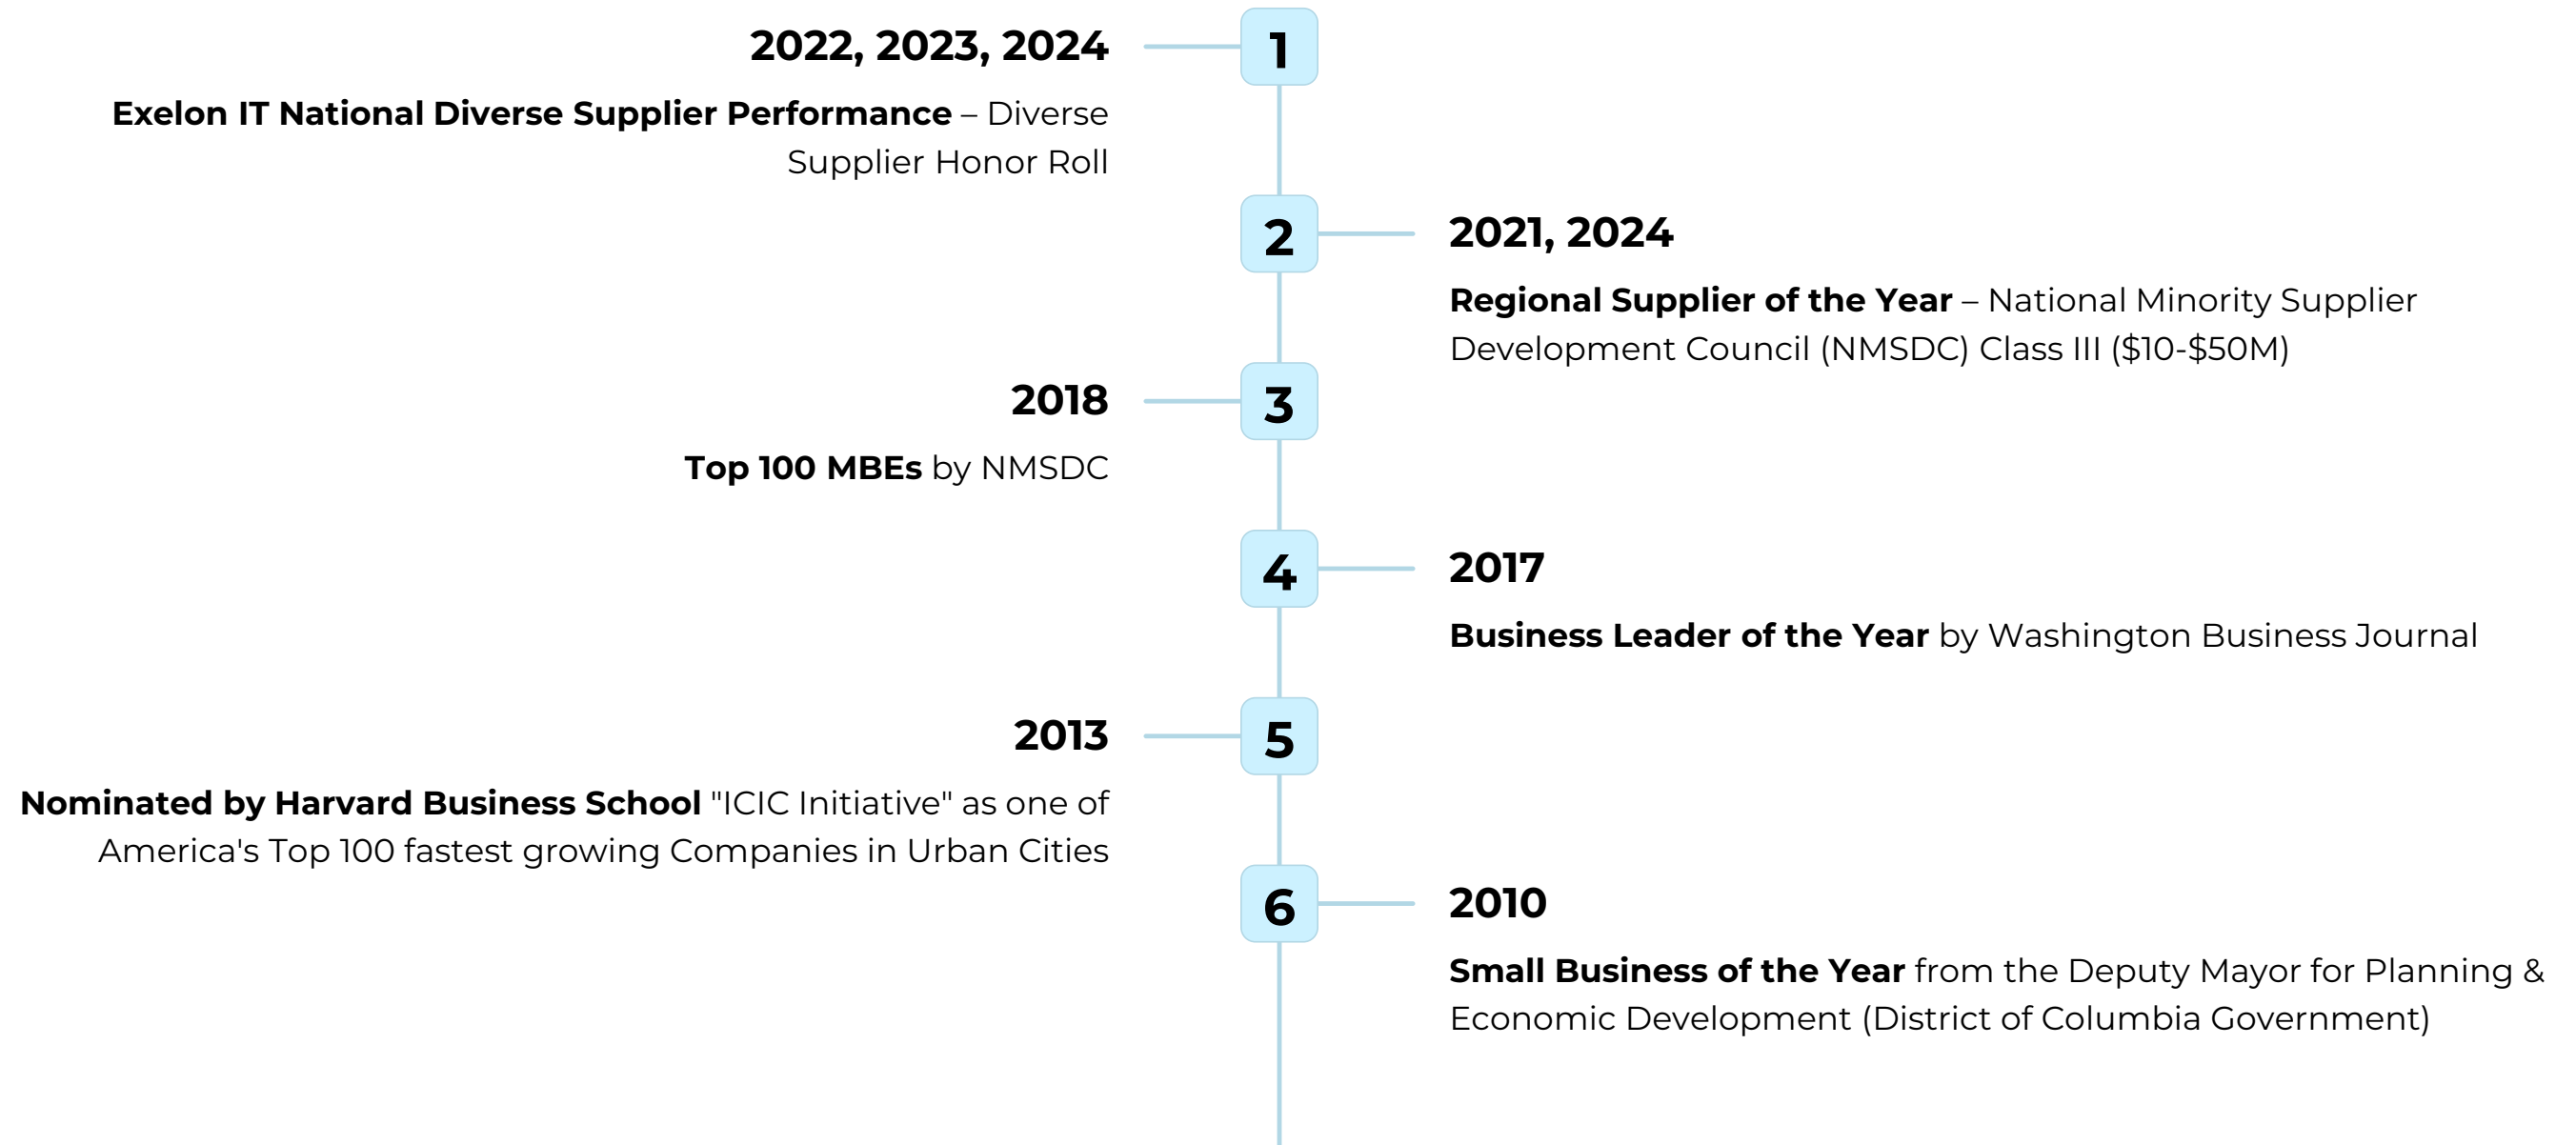 1
2022, 2023, 2024
Exelon IT National Diverse Supplier Performance – Diverse
Supplier Honor Roll
2
2021, 2024
Regional Supplier of the Year – National Minority Supplier
Development Council (NMSDC) Class III ($10-$50M)
3
2018
Top 100 MBEs by NMSDC
4
2017
Business Leader of the Year by Washington Business Journal
5
2013
Nominated by Harvard Business School "ICIC Initiative" as one of
America's Top 100 fastest growing Companies in Urban Cities
6
2010
Small Business of the Year from the Deputy Mayor for Planning &
Economic Development (District of Columbia Government)